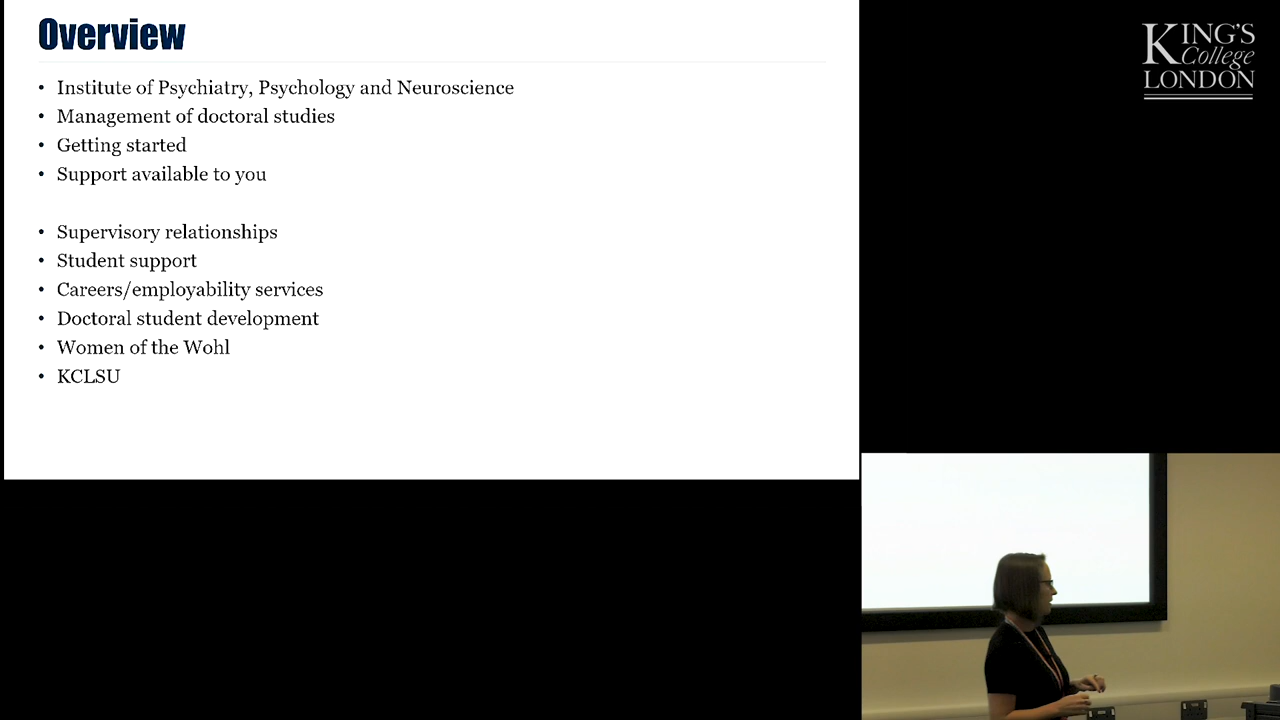 Overview
• Institute of Psychiatry, Psychology and Neuroscience
• Management of doctoral studies
• Getting started
• Support available to you
• Supervisory relationships
• Student support
• Careers/employability services
• Doctoral student development
• Women of the Wohl
• KCLSU
KING'S
College
LONDON